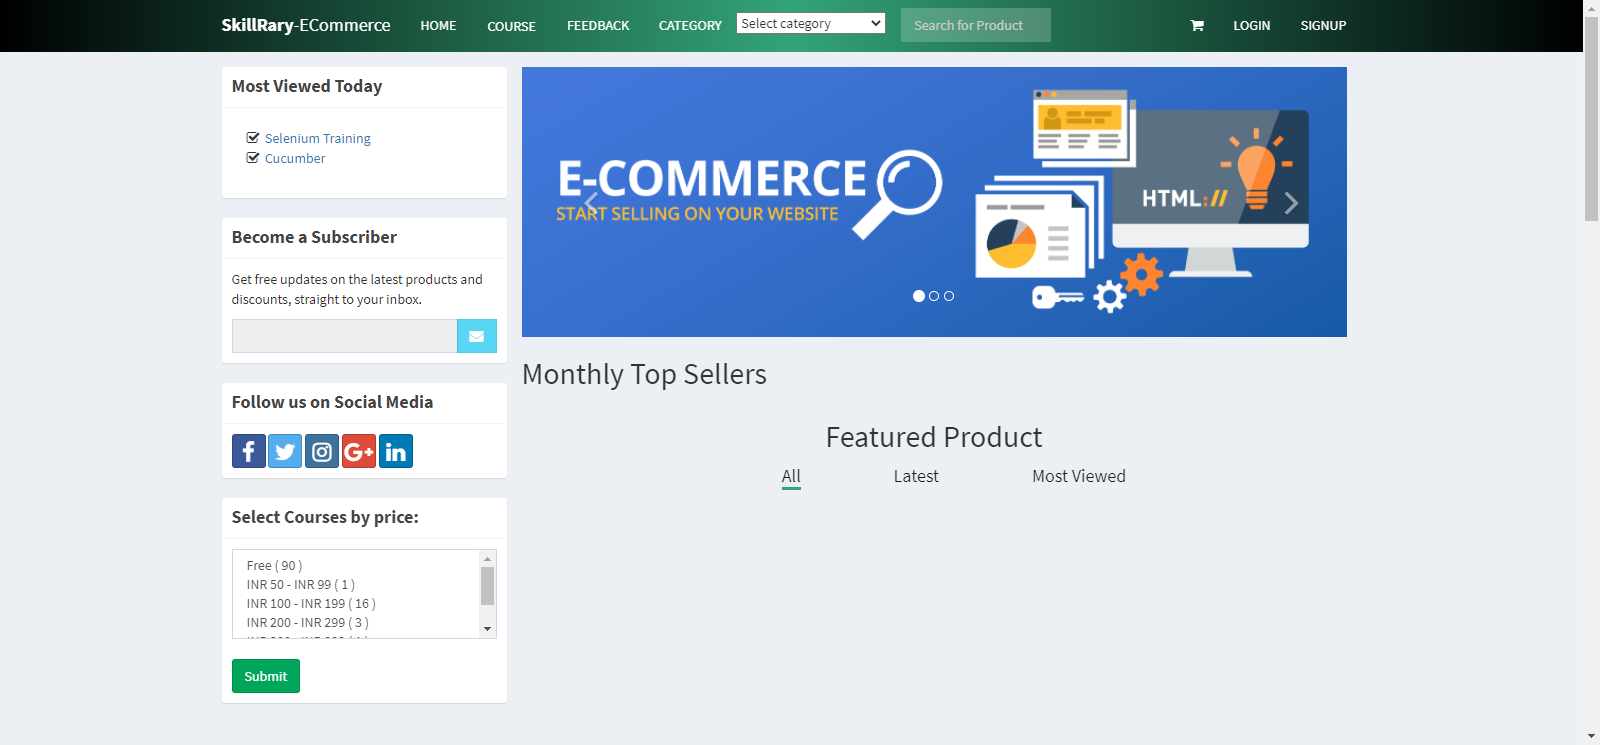 SkillRary-ECommerce HOME COURSE FEEDBACK CATEGORY Select category Search for Product LOGIN SIGNUP
Most Viewed Today
Selenium Training
Cucumber
Become a Subscriber
Get free updates on the latest products and
discounts, straight to your inbox.
Follow us on Social Media
Select Courses by price:
Free ( 90 )
INR 50 - INR 99 ( 1 )
INR 100 - INR 199 ( 16 )
INR 200 - INR 299 ( 3 )
Submit
E-COMMERCE
START SELLING ON YOUR WEBSITE
HTML://
Monthly Top Sellers
Featured Product
All Latest Most Viewed